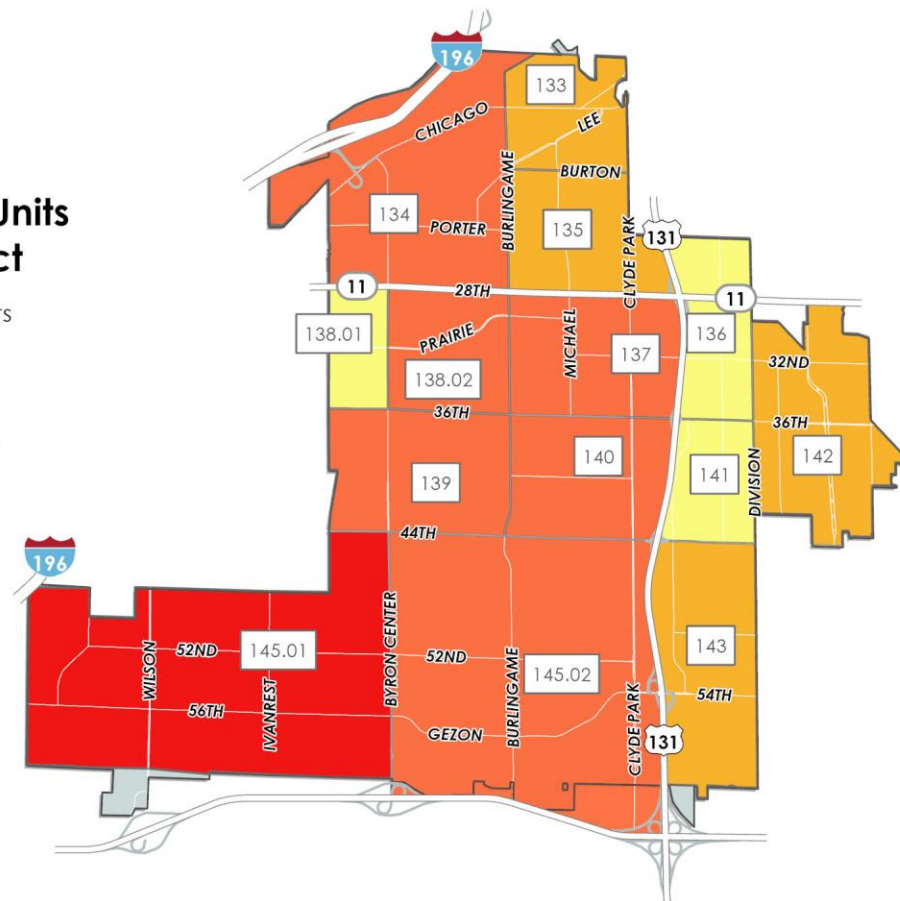 196
133
CHICAGO
LEE
BURLINGAME
BURTON
Units
134
135
PORTER
CLYDE PARK
131
ct
11
28TH
11
138.01
PRAIRIE
MICHAEL
137
136
138.02
32ND
36TH
36TH
139
140
141
142
DIVISION
44TH
196
BYRON CENTER
WILSON
52ND
145.01
52ND
145.02
143
IVANREST
56TH
54TH
GEZON
BURLINGAME
CLYDE PARK
131